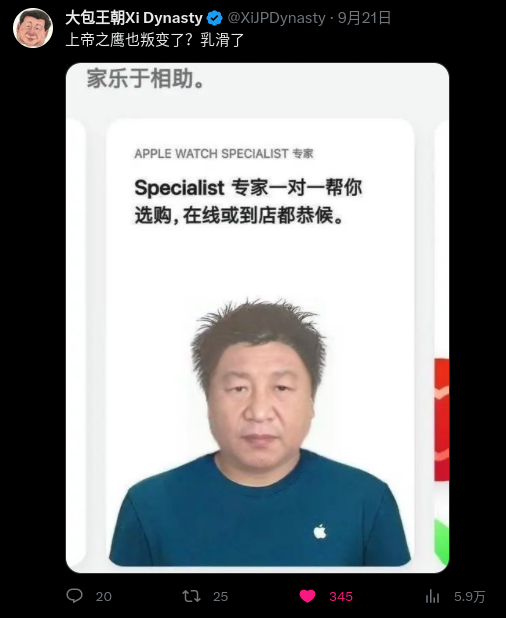 大包王朝Xi Dynasty @XiJPDynasty · 9月21日
上帝之鹰也叛变了？乳滑了
家乐于相助。
APPLE WATCH SPECIALIST 专家
Specialist 专家一对一帮你
选购，在线或到店都恭候。
20 25 345 5.9万